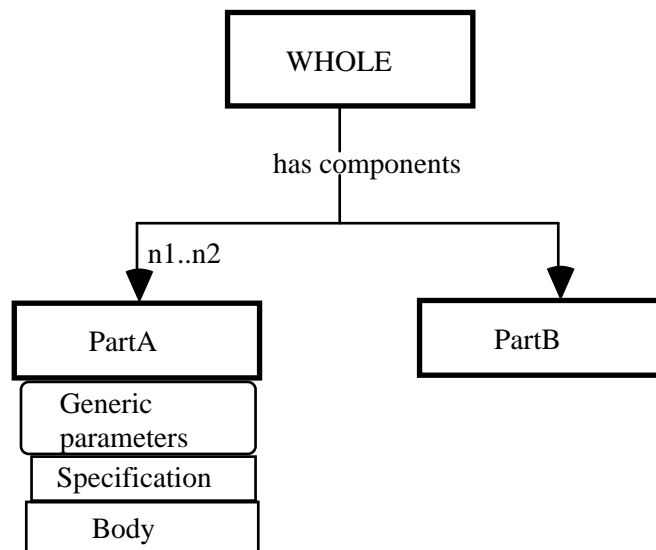 WHOLE
has components
n1..n2
PartA
PartB
Generic
parameters
Specification
Body